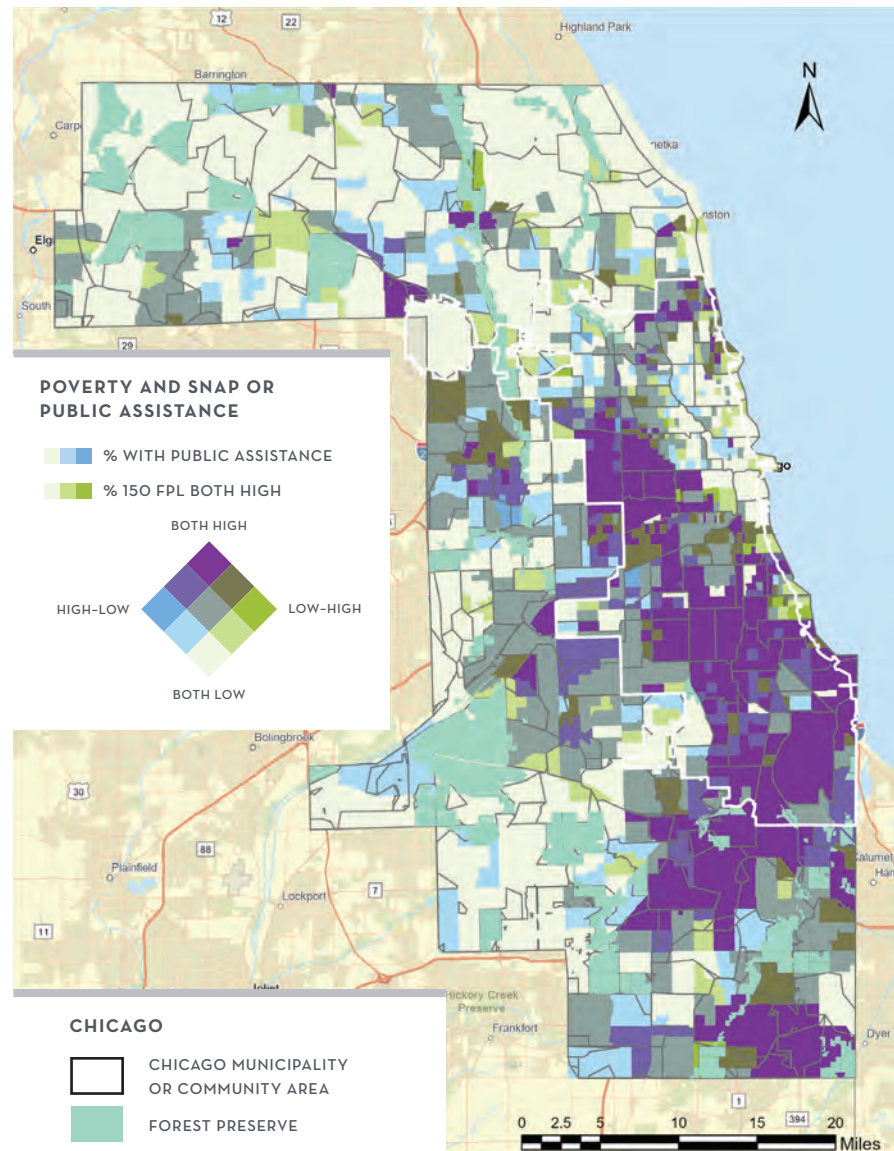 12
22
Highland Park
Barrington
N
Carp
netka
nston
Elgi
South
29
POVERTY AND SNAP OR
PUBLIC ASSISTANCE
% WITH PUBLIC ASSISTANCE
% 150 FPL BOTH HIGH
BOTH HIGH
HIGH–LOW
LOW–HIGH
BOTH LOW
go
Bolingbrook
30
88
Plainfield
7
Lockport
11
Calumet
Han
Joliet
Hickory Creek
Preserve
Frankfort
Dyer
CHICAGO
CHICAGO MUNICIPALITY
OR COMMUNITY AREA
FOREST PRESERVE
1
394
0 2.5 5 10 15 20
Miles